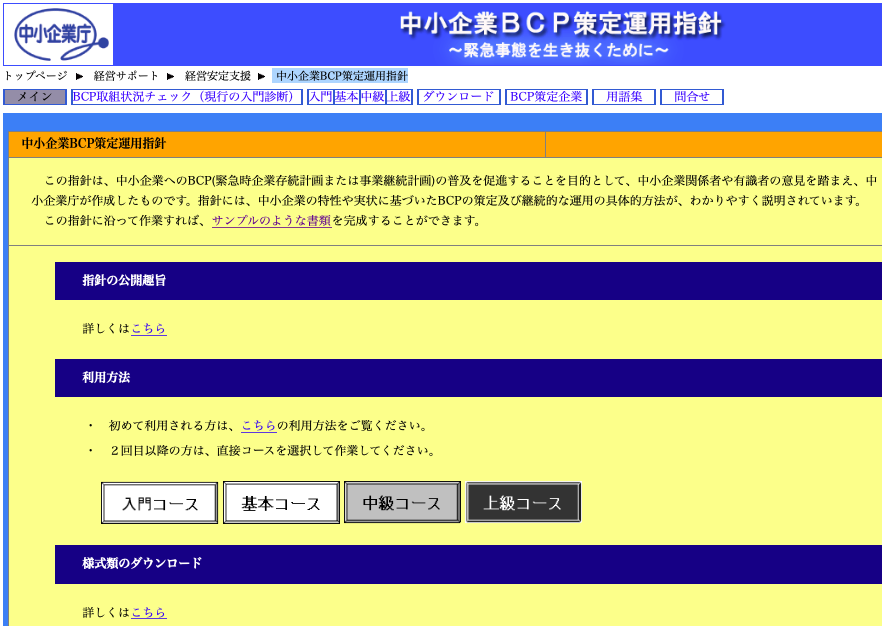 中小企業庁
中小企業ＢＣＰ策定運用指針
～緊急事態を生き抜くために～
トップページ ▶ 経営サポート ▶ 経営安定支援 ▶ 中小企業BCP策定運用指針
メイン BCP取組状況チェック（現行の入門診断） 入門 基本 中級 上級 ダウンロード BCP策定企業 用語集 問合せ
中小企業BCP策定運用指針
この指針は、中小企業へのBCP(緊急時企業存続計画または事業継続計画)の普及を促進することを目的として、中小企業関係者や有識者の意見を踏まえ、中
小企業庁が作成したものです。指針には、中小企業の特性や実状に基づいたBCPの策定及び継続的な運用の具体的方法が、わかりやすく説明されています。
この指針に沿って作業すれば、サンプルのような書類を完成することができます。
指針の公開趣旨
詳しくはこちら
利用方法
・ 初めて利用される方は、こちらの利用方法をご覧ください。
・ ２回目以降の方は、直接コースを選択して作業してください。
入門コース 基本コース 中級コース 上級コース
様式類のダウンロード
詳しくはこちら